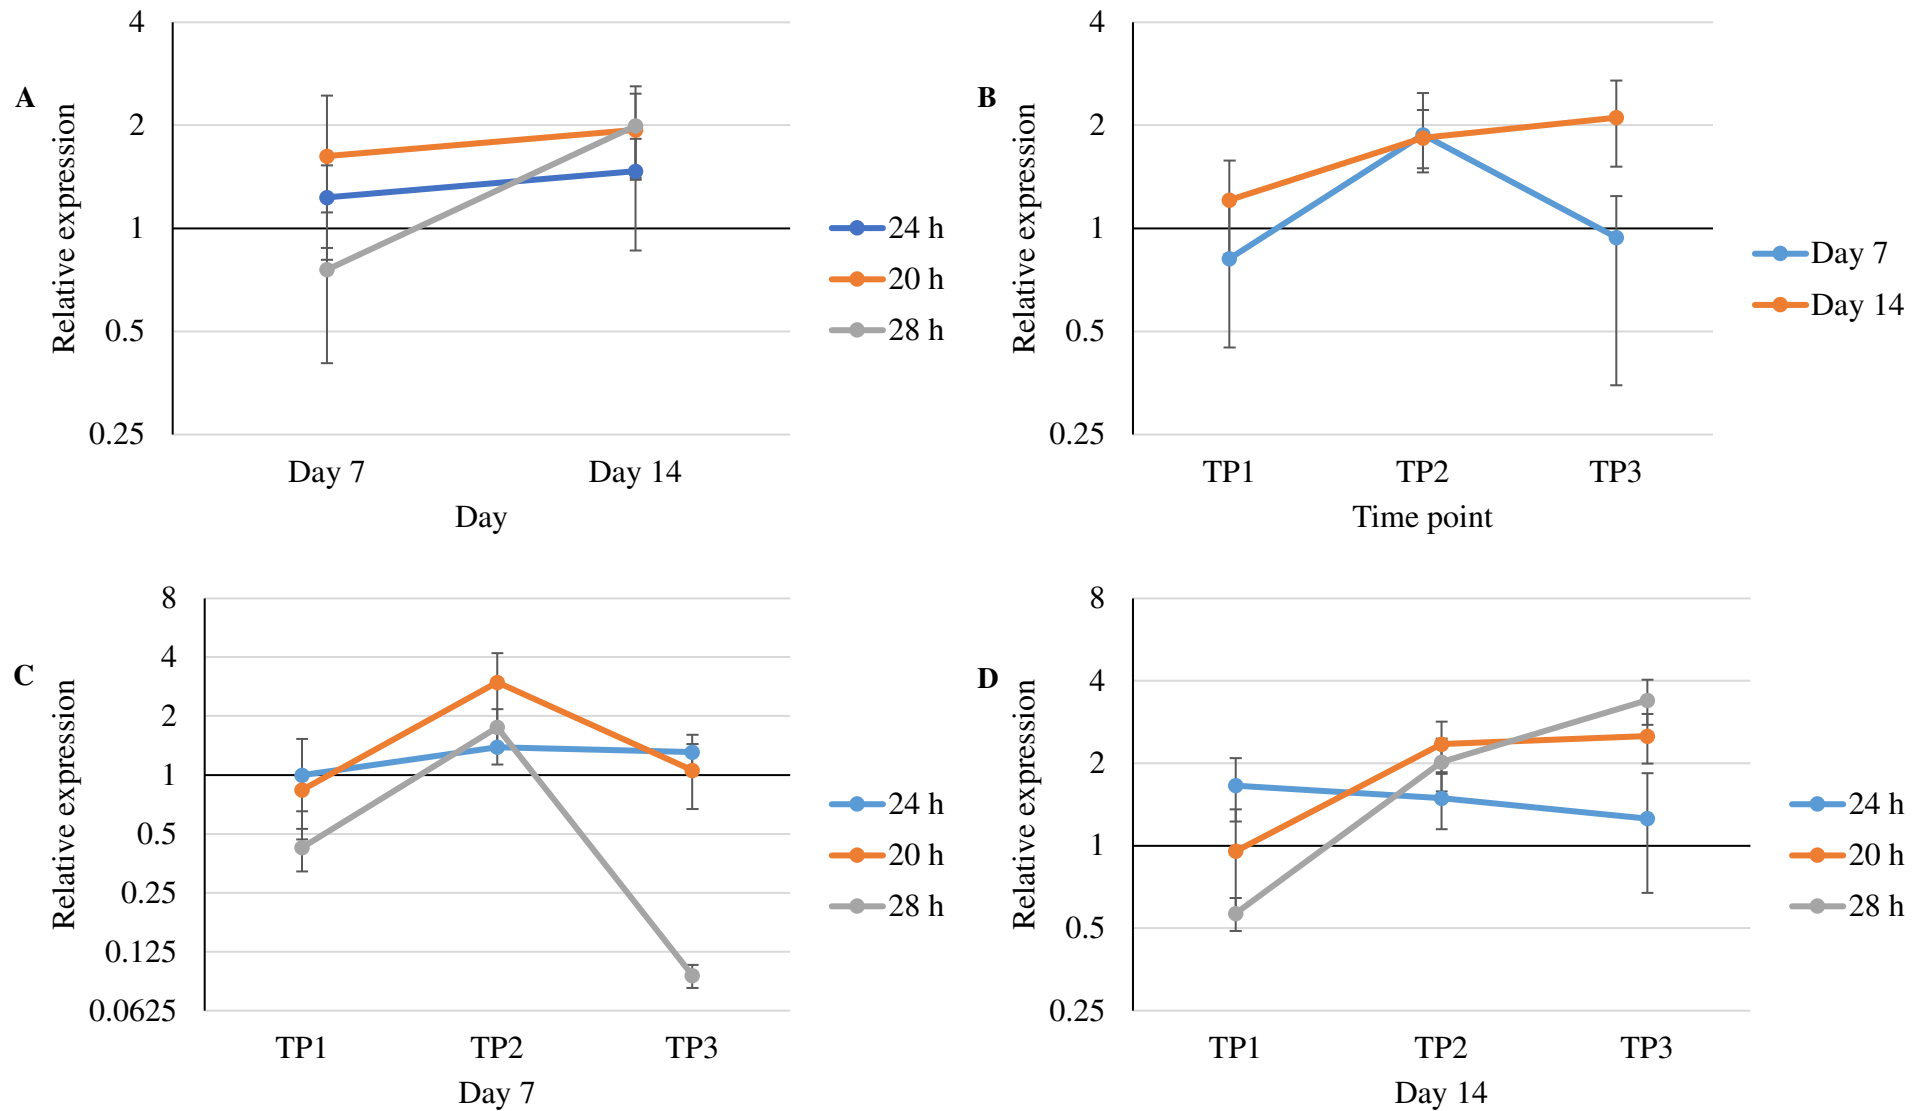 A
Relative expression
4
2
1
0.5
0.25
Day 7
Day 14
Day
24 h
20 h
28 h
B
Relative expression
4
2
1
0.5
0.25
TP1
TP2
TP3
Time point
Day 7
Day 14
C
Relative expression
8
4
2
1
0.5
0.25
0.125
0.0625
TP1
TP2
TP3
Day 7
24 h
20 h
28 h
D
Relative expression
8
4
2
1
0.5
0.25
TP1
TP2
TP3
Day 14
24 h
20 h
28 h